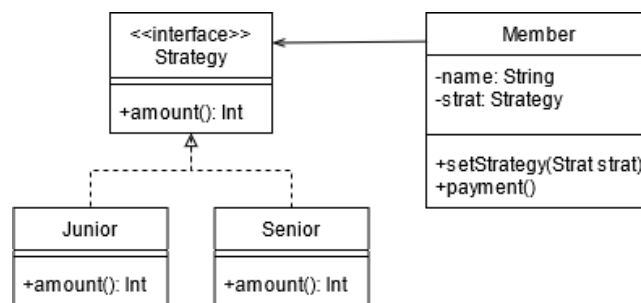 <<interface>>
Strategy
+amount(): Int
Member
-name: String
-strat: Strategy
+setStrategy(Strat strat)
+payment()
Junior
+amount(): Int
Senior
+amount(): Int